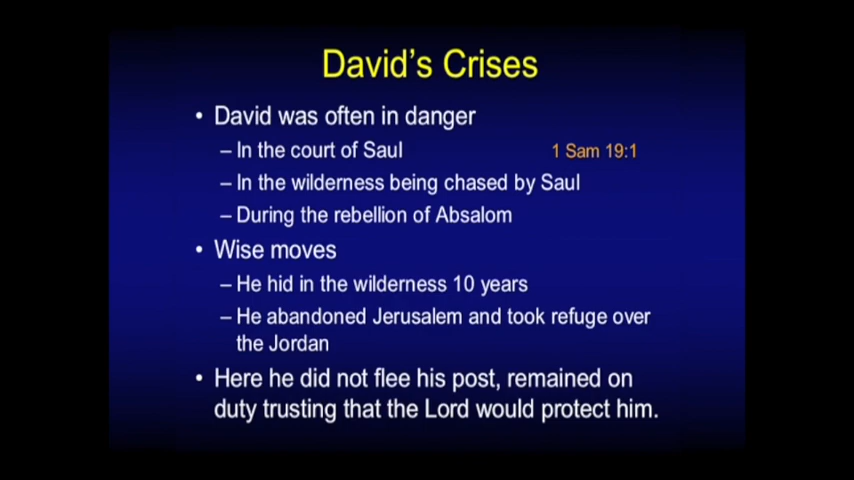 David's Crises
• David was often in danger
– In the court of Saul 1 Sam 19:1
– In the wilderness being chased by Saul
– During the rebellion of Absalom
• Wise moves
– He hid in the wilderness 10 years
– He abandoned Jerusalem and took refuge over
the Jordan
• Here he did not flee his post, remained on
duty trusting that the Lord would protect him.